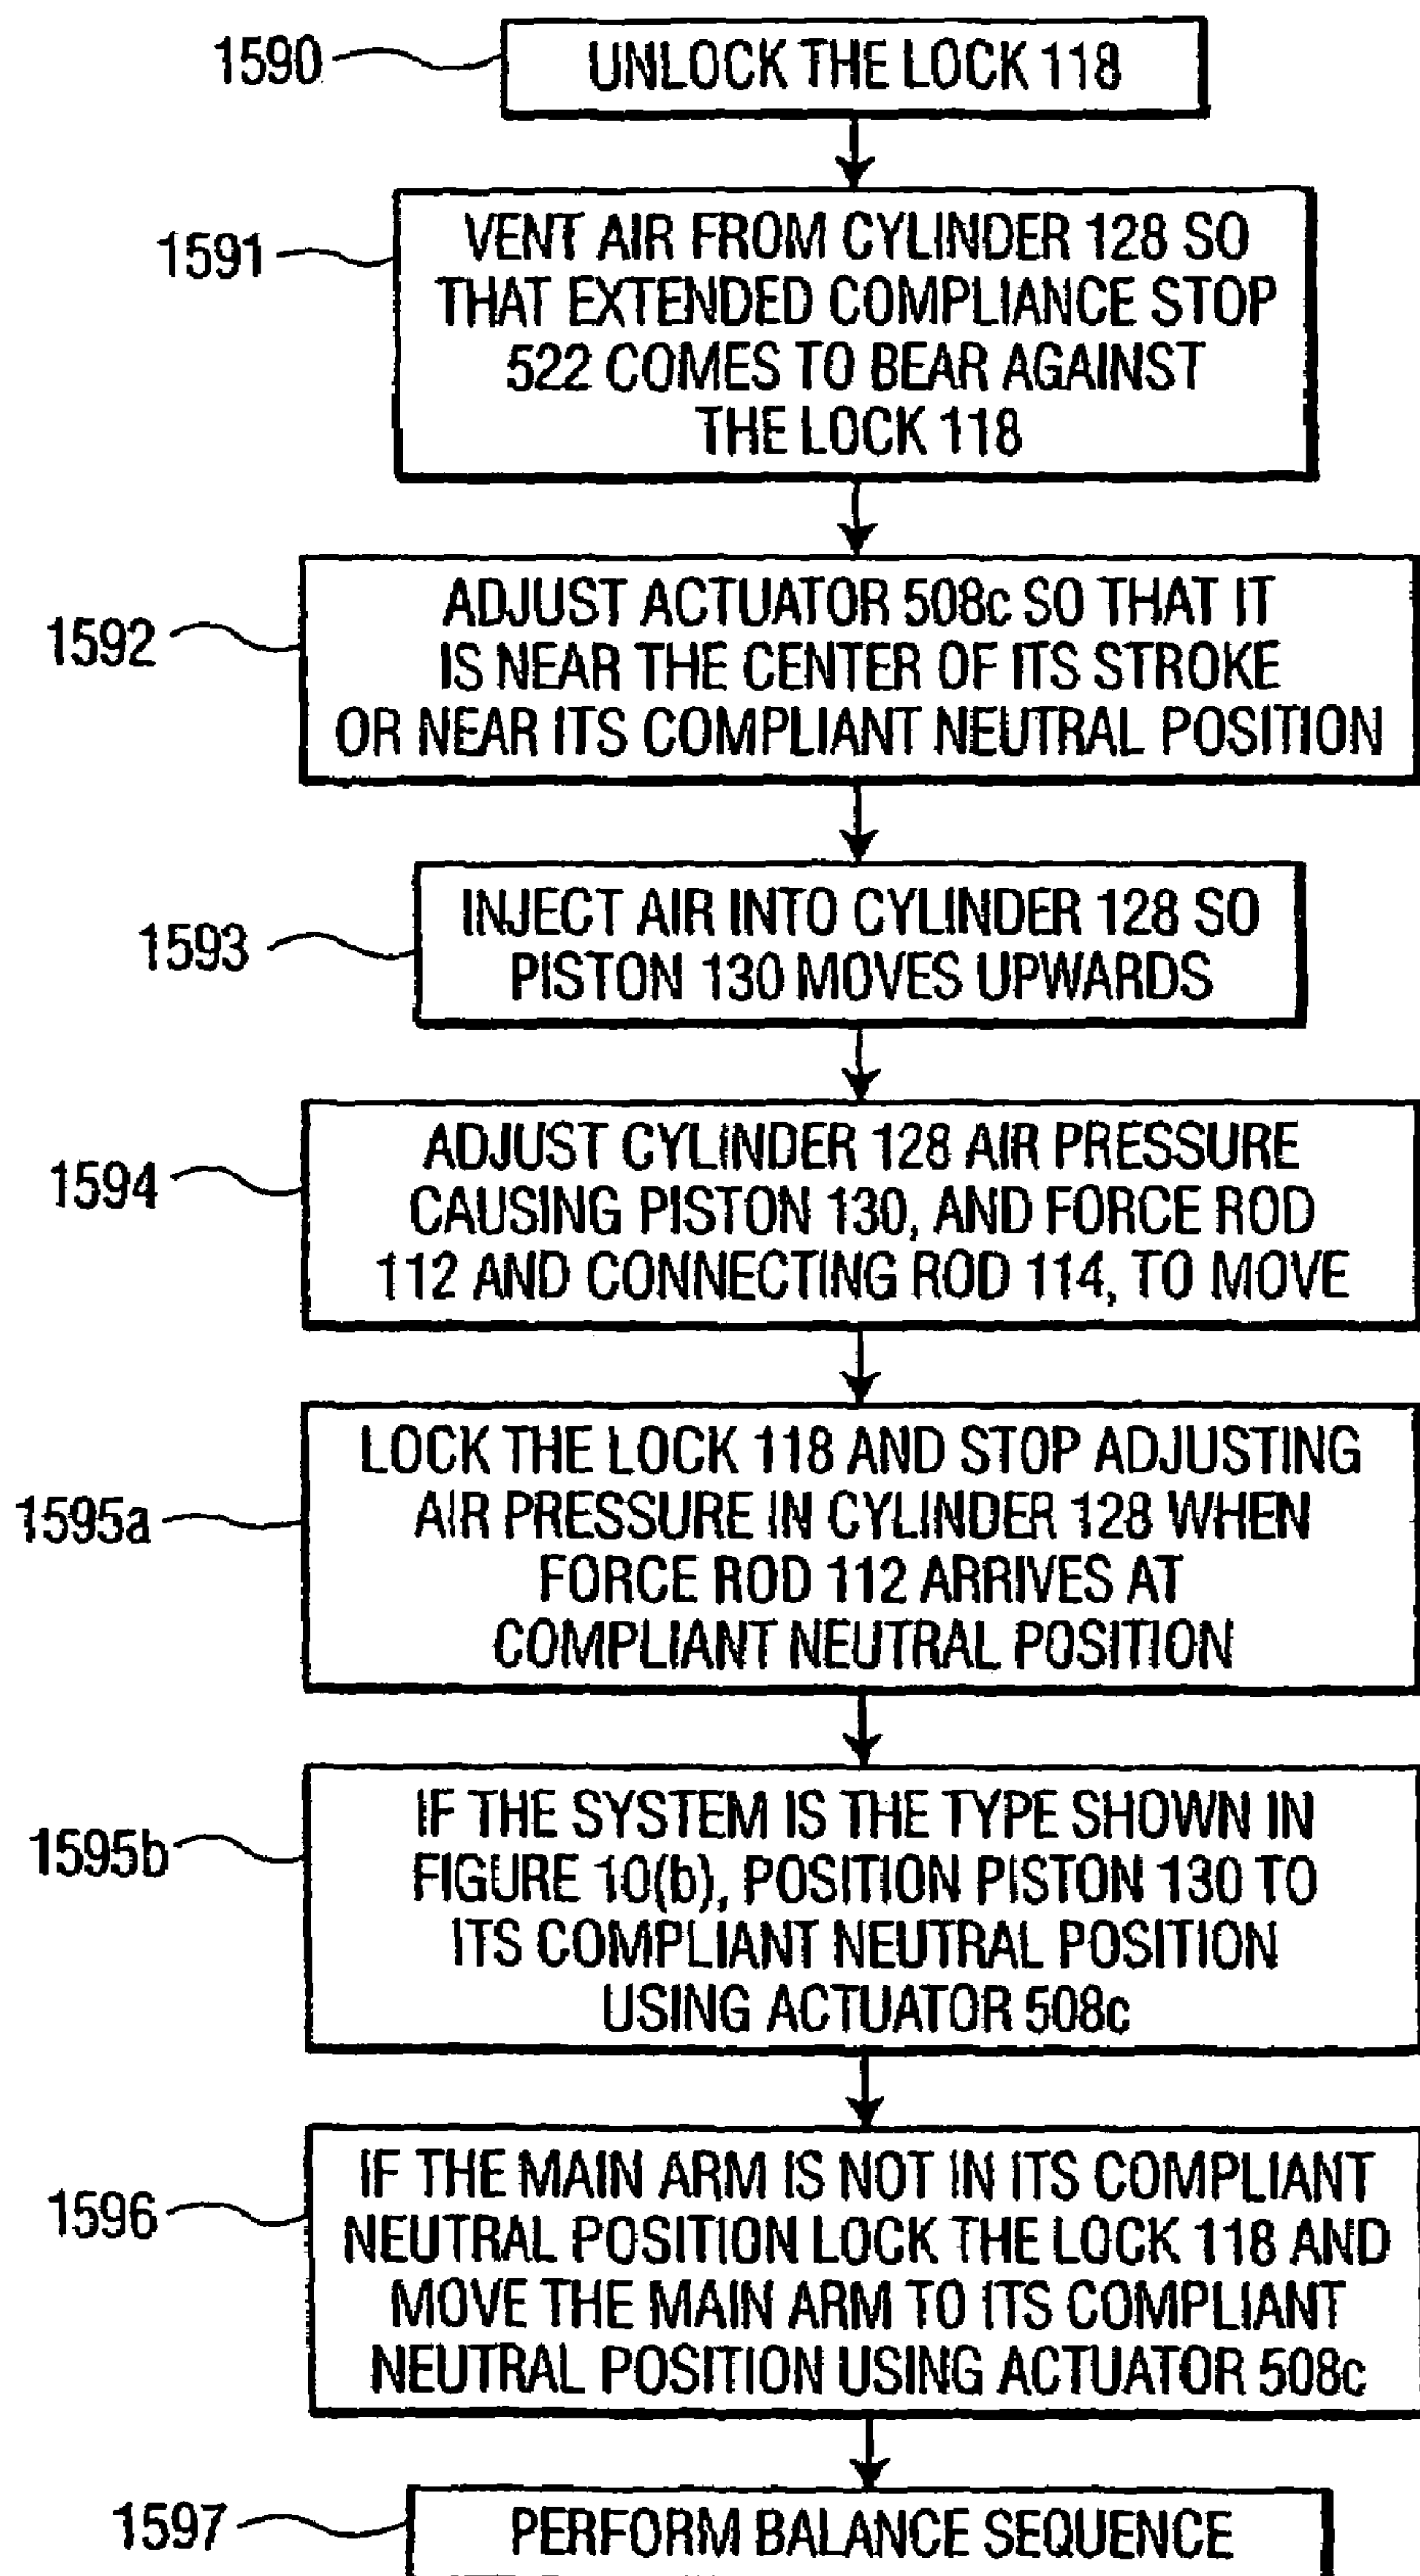 1590
UNLOCK THE LOCK 118
1591
VENT AIR FROM CYLINDER 128 SO
THAT EXTENDED COMPLIANCE STOP
522 COMES TO BEAR AGAINST
THE LOCK 118
1592
ADJUST ACTUATOR 508c SO THAT IT
IS NEAR THE CENTER OF ITS STROKE
OR NEAR ITS COMPLIANT NEUTRAL POSITION
1593
INJECT AIR INTO CYLINDER 128 SO
PISTON 130 MOVES UPWARDS
1594
ADJUST CYLINDER 128 AIR PRESSURE
CAUSING PISTON 130, AND FORCE ROD
112 AND CONNECTING ROD 114, TO MOVE
1595a
LOCK THE LOCK 118 AND STOP ADJUSTING
AIR PRESSURE IN CYLINDER 128 WHEN
FORCE ROD 112 ARRIVES AT
COMPLIANT NEUTRAL POSITION
1595b
IF THE SYSTEM IS THE TYPE SHOWN IN
FIGURE 10(b), POSITION PISTON 130 TO
ITS COMPLIANT NEUTRAL POSITION
USING ACTUATOR 508c
1596
IF THE MAIN ARM IS NOT IN ITS COMPLIANT
NEUTRAL POSITION LOCK THE LOCK 118 AND
MOVE THE MAIN ARM TO ITS COMPLIANT
NEUTRAL POSITION USING ACTUATOR 508c
1597
PERFORM BALANCE SEQUENCE